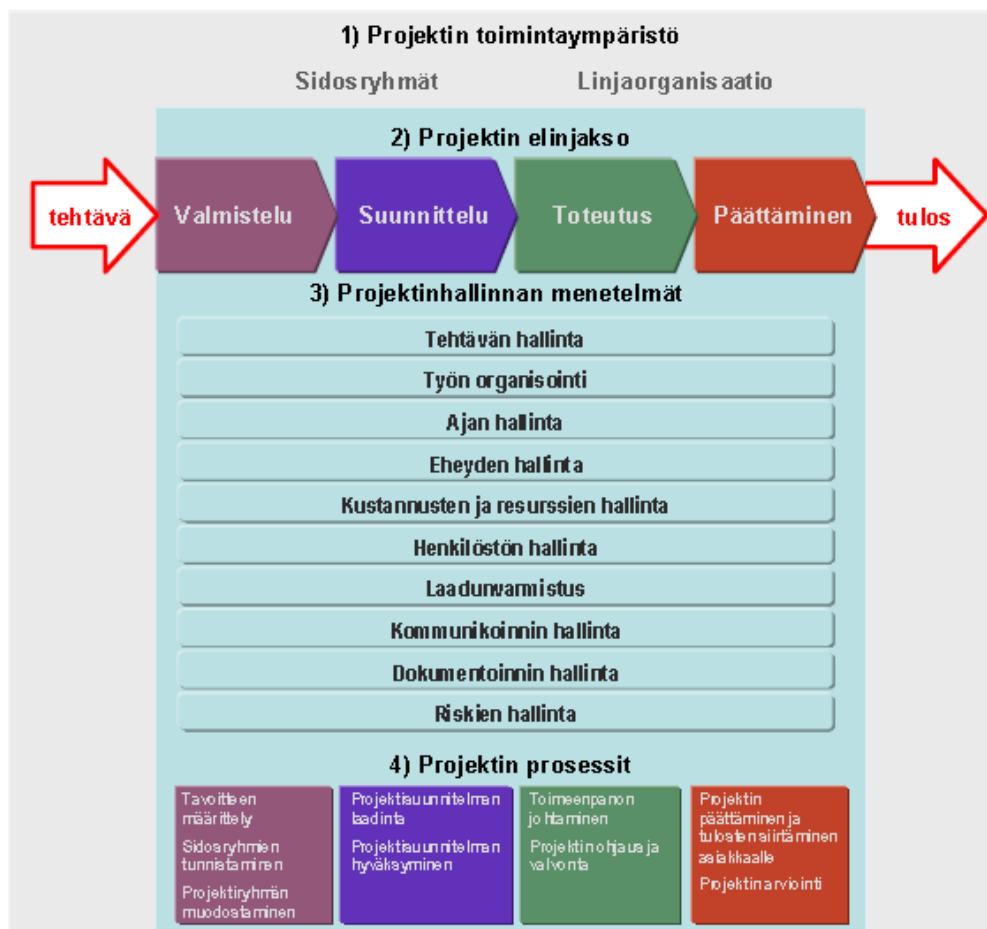 1) Projektin toimintaympäristö
Sidosryhmät Linjaorganisaatio
2) Projektin elinjakso
tehtävä Valmistelu Suunnittelu Toteutus Päättäminen tulos
3) Projektinhallinnan menetelmät
Tehtävän hallinta
Työn organisointi
Ajan hallinta
Eheyden hallinta
Kustannusten ja resurssien hallinta
Henkilöstön hallinta
Laadunvarmistus
Kommunikoinnin hallinta
Dokumentoinnin hallinta
Riskien hallinta
4) Projektin prosessit
Tavoitteen
määrittely
Sidosryhmien
tunnistaminen
Projektiryhmän
muodostaminen
Projektisuunnitelman
laadinta
Projektisuunnitelman
hyväksyminen
Toimeenpanon
johtaminen
Projektin ohjaus ja
valvonta
Projektin
päättäminen ja
tulosten siirtäminen
asiakkaalle
Projektin arviointi